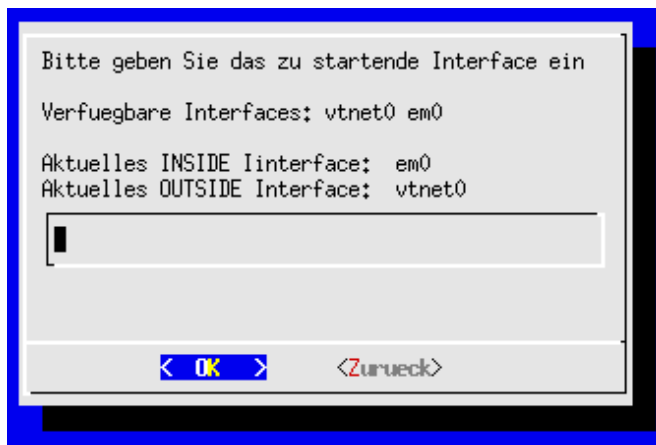 Bitte geben Sie das zu startende Interface ein
Verfuegbare Interfaces: vtnet0 em0
Aktuelles INSIDE Iinterface: em0
Aktuelles OUTSIDE Interface: vtnet0
< OK > <Zurueck>